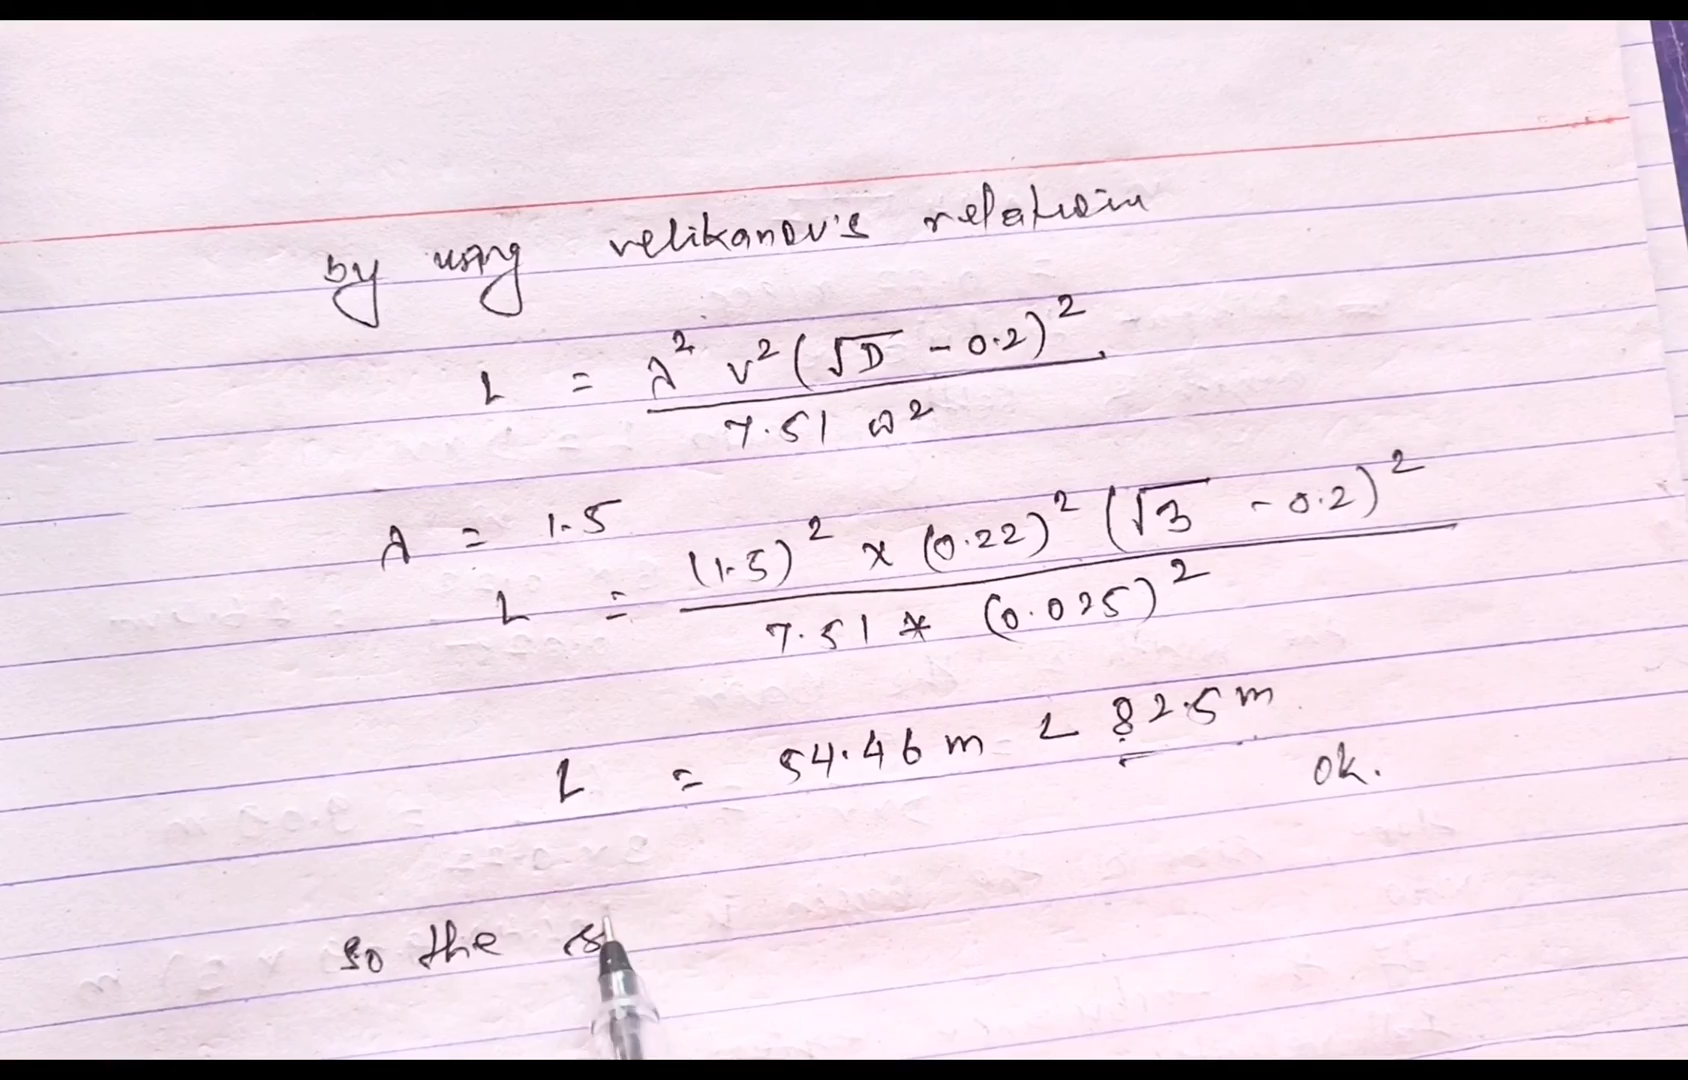 by using velikanov's relation
L = λ² v² (√D - 0.2)² / 7.51 ω²
λ = 1.5
L = (1.5)² x (0.22)² (√3 - 0.2)² / 7.51 * (0.025)²
L = 54.46 m < 82.5 m
ok.
so the s